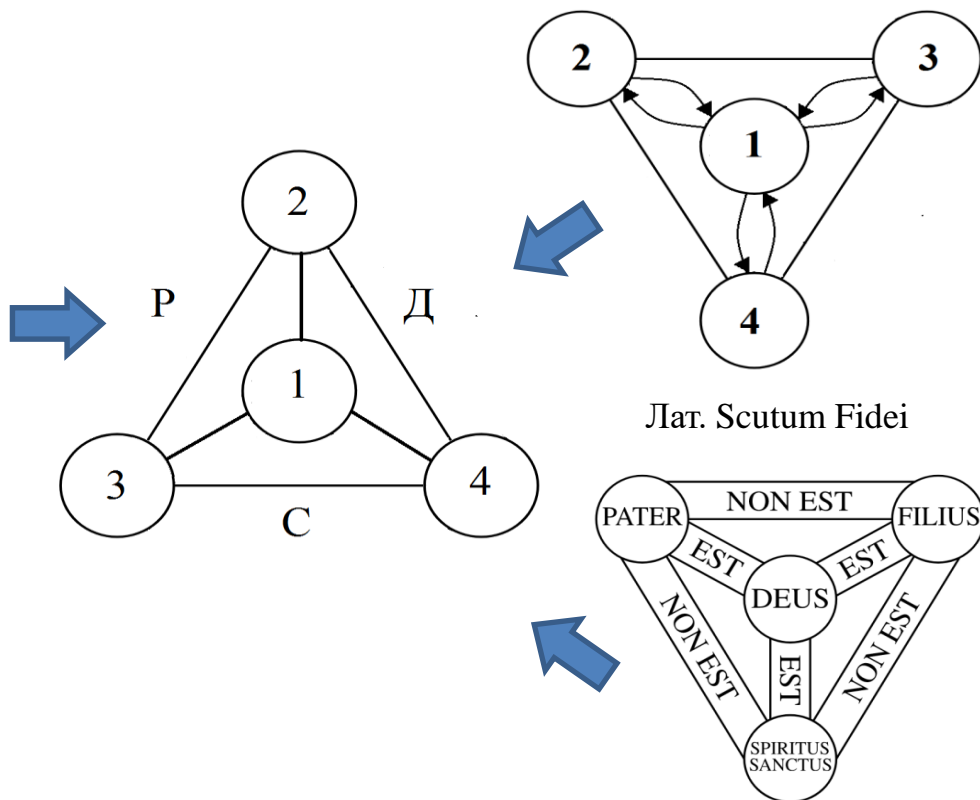 2
3
1
4
2
Р
Д
1
3
4
С
Лат. Scutum Fidei
PATER
NON EST
FILIUS
EST
EST
DEUS
NON EST
EST
NON EST
SPIRITUS
SANCTUS